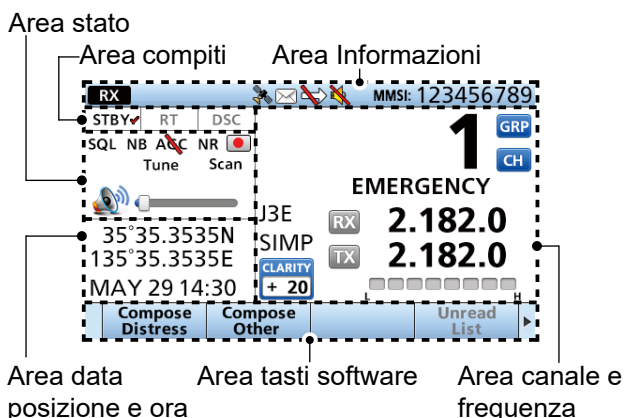 Area stato
Area compiti
Area Informazioni
RX
MMSI: 123456789
STBY RT DSC
SQL NB AGC NR
Tune Scan
1 GRP
CH
EMERGENCY
J3E RX 2.182.0
SIMP TX 2.182.0
CLARITY
+ 20
L H
35°35.3535N
135°35.3535E
MAY 29 14:30
Compose Distress
Compose Other
Unread List
Area data
posizione e ora
Area tasti software
Area canale e
frequenza